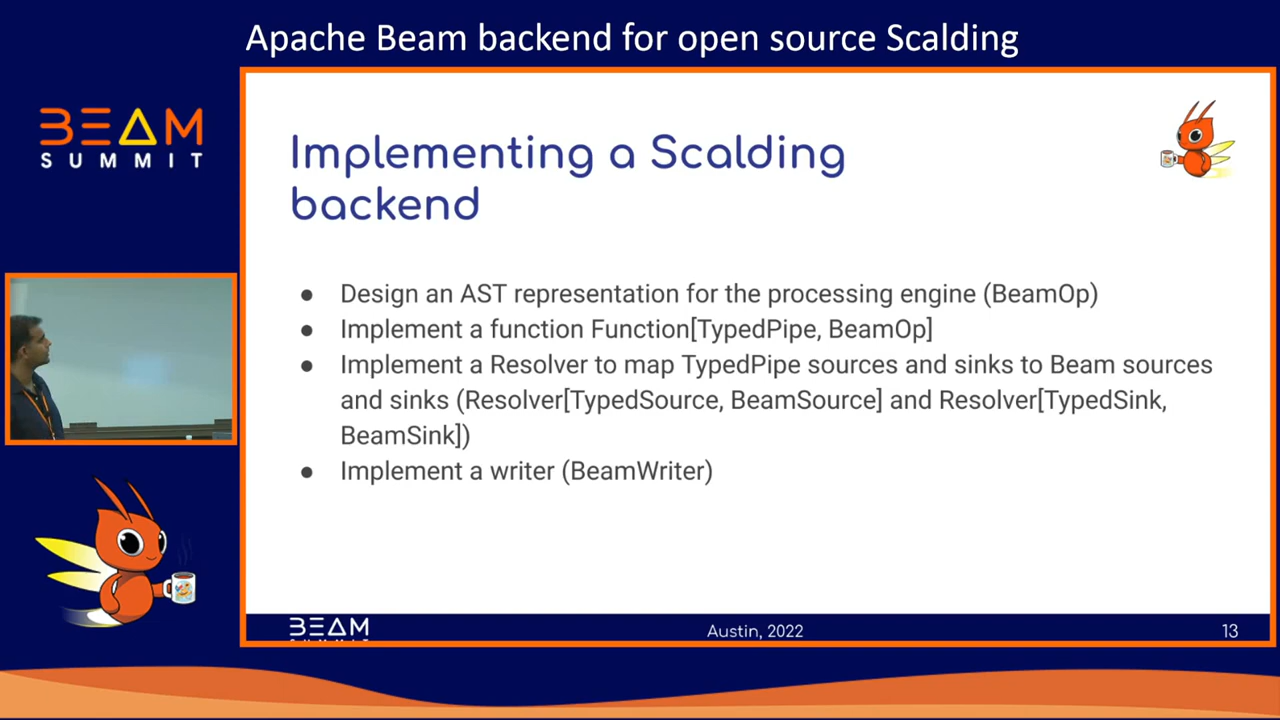 Apache Beam backend for open source Scalding
BEAM
SUMMIT
Implementing a Scalding
backend
● Design an AST representation for the processing engine (BeamOp)
● Implement a function Function[TypedPipe, BeamOp]
● Implement a Resolver to map TypedPipe sources and sinks to Beam sources
and sinks (Resolver[TypedSource, BeamSource] and Resolver[TypedSink,
BeamSink])
● Implement a writer (BeamWriter)
BEAM
Austin, 2022
13